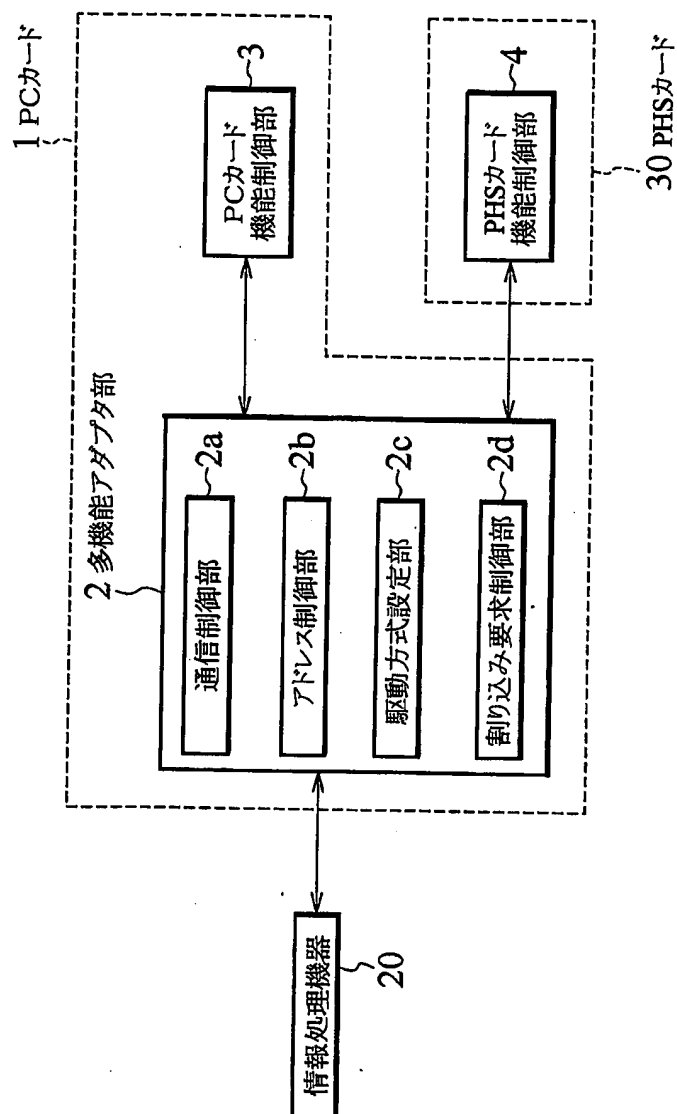 1 PCカード
PCカード
機能制御部
3
PHSカード
機能制御部
4
30 PHSカード
2 多機能アダプタ部
通信制御部
2a
アドレス制御部
2b
駆動方式設定部
2c
割り込み要求制御部
2d
情報処理機器
20